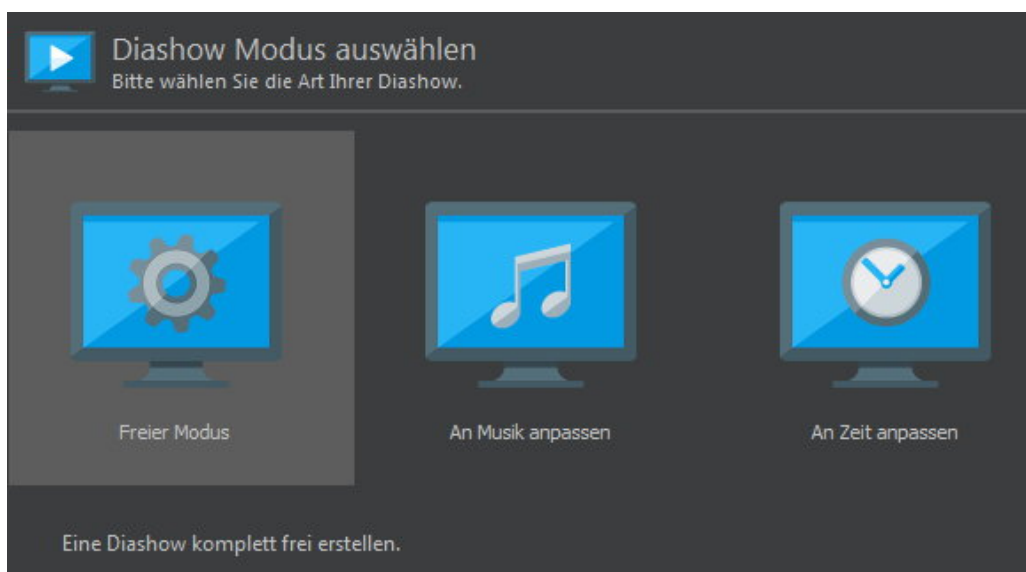 Diashow Modus auswählen
Bitte wählen Sie die Art Ihrer Diashow.
Freier Modus
An Musik anpassen
An Zeit anpassen
Eine Diashow komplett frei erstellen.